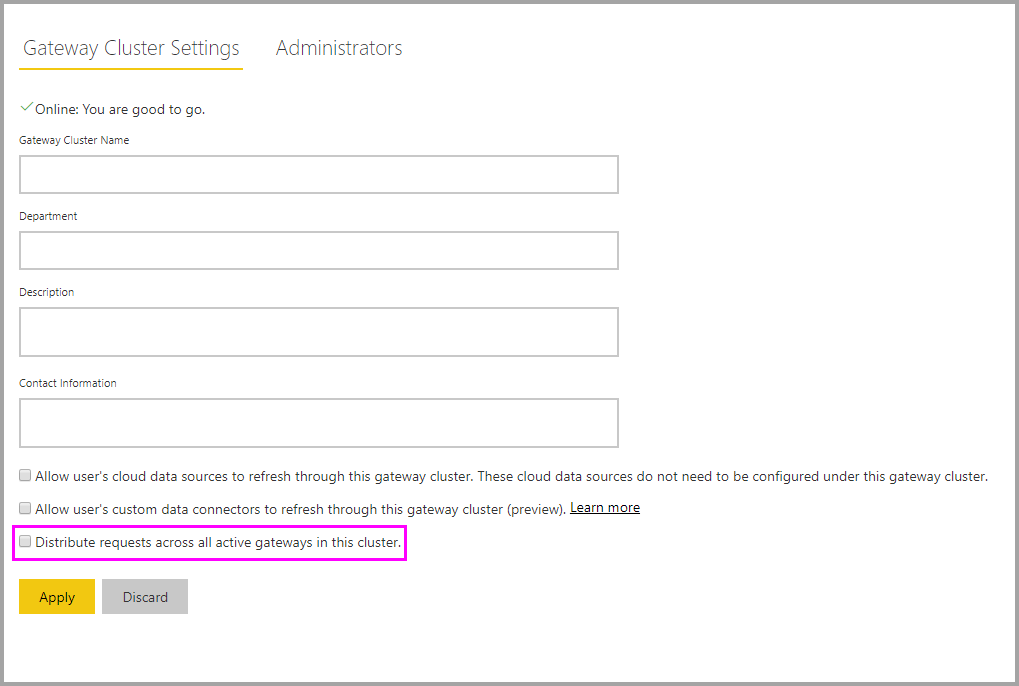 Gateway Cluster Settings Administrators
Online: You are good to go.
Gateway Cluster Name
Department
Description
Contact Information
Allow user's cloud data sources to refresh through this gateway cluster. These cloud data sources do not need to be configured under this gateway cluster.
Allow user's custom data connectors to refresh through this gateway cluster (preview). Learn more
Distribute requests across all active gateways in this cluster.
Apply Discard